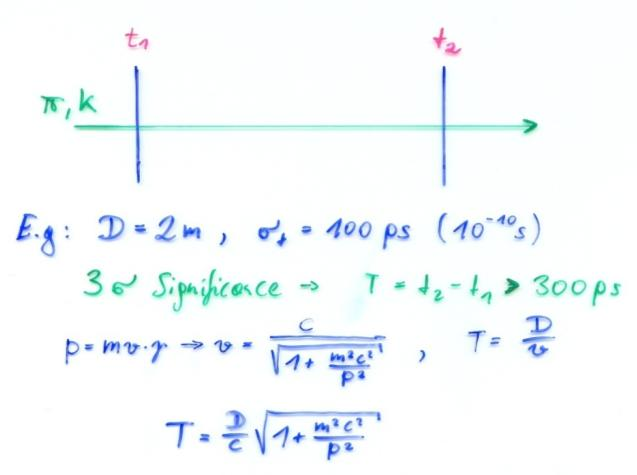 t₁ t₂
π, k
E.g: D = 2m , σₜ = 100 ps (10⁻¹⁰s)
3σ Significance → T = t₂ - t₁ > 300 ps
p = mv·γ → v = c / √(1 + m²c²/p²) , T = D/v
T = D/c √(1 + m²c²/p²)